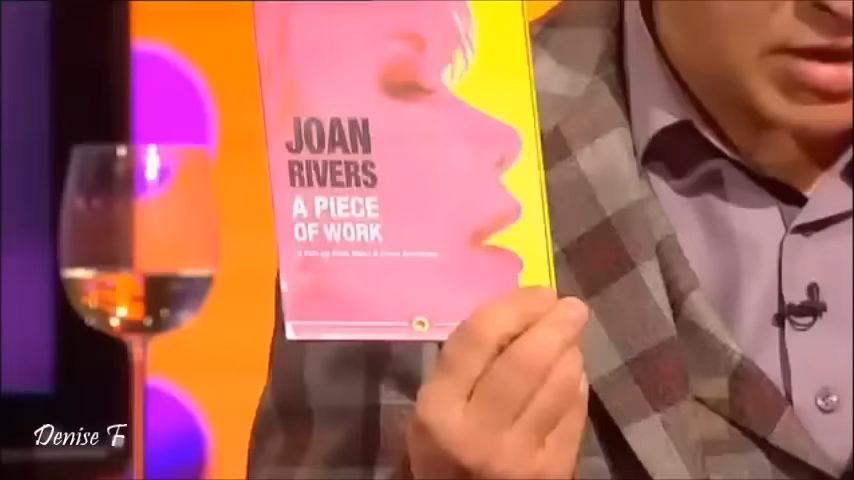 JOAN
RIVERS
A PIECE
OF WORK
Denise F